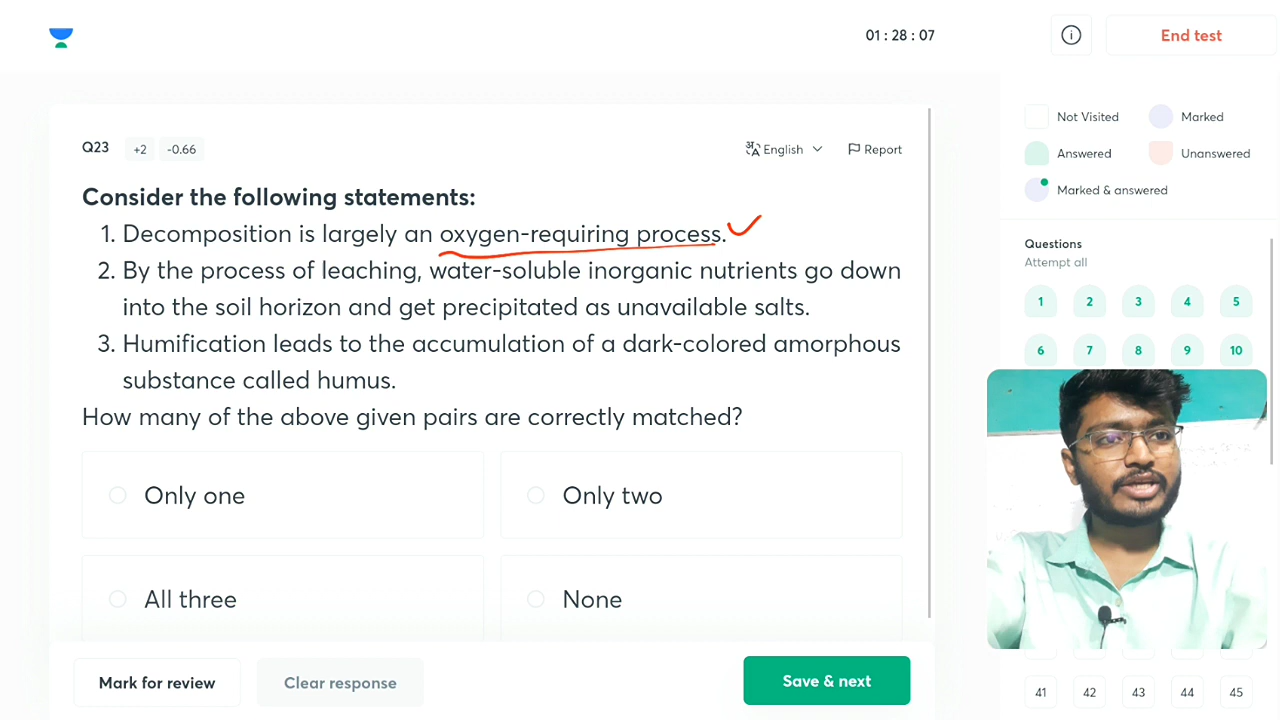 01 : 28 : 07
End test
Not Visited
Marked
Answered
Unanswered
Marked & answered
Q23
+2
-0.66
English
Report
Consider the following statements:
1. Decomposition is largely an oxygen-requiring process.
2. By the process of leaching, water-soluble inorganic nutrients go down
into the soil horizon and get precipitated as unavailable salts.
3. Humification leads to the accumulation of a dark-colored amorphous
substance called humus.
How many of the above given pairs are correctly matched?
Only one
Only two
All three
None
Questions
Attempt all
1 2 3 4 5
6 7 8 9 10
41 42 43 44 45
Mark for review
Clear response
Save & next